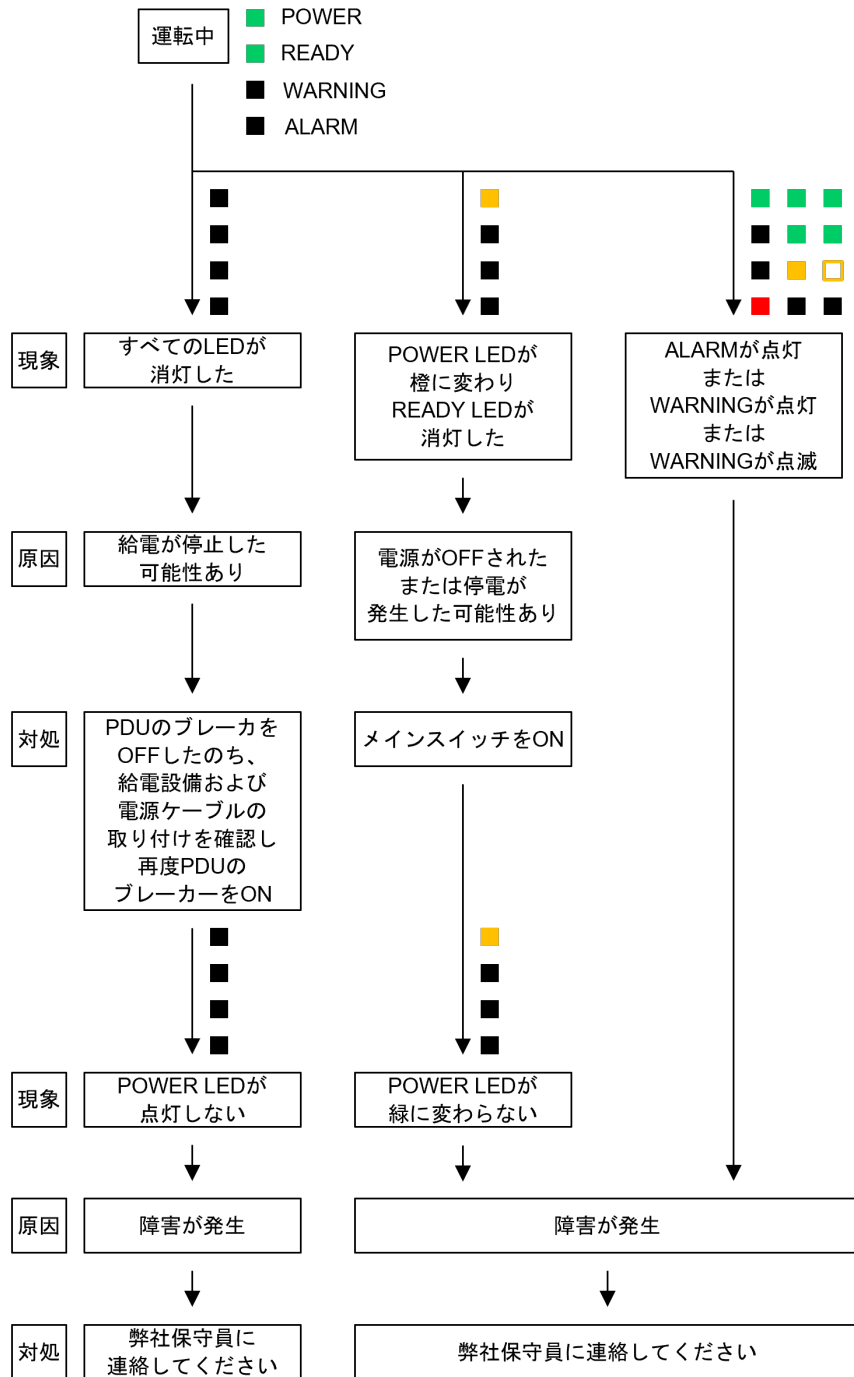 運転中
POWER
READY
WARNING
ALARM
現象
すべてのLEDが
消灯した
POWER LEDが
橙に変わり
READY LEDが
消灯した
ALARMが点灯
または
WARNINGが点灯
または
WARNINGが点滅
原因
給電が停止した
可能性あり
電源がOFFされた
または停電が
発生した可能性あり
対処
PDUのブレーカを
OFFしたのち、
給電設備および
電源ケーブルの
取り付けを確認し
再度PDUの
ブレーカーをON
メインスイッチをON
現象
POWER LEDが
点灯しない
POWER LEDが
緑に変わらない
原因
障害が発生
障害が発生
対処
弊社保守員に
連絡してください
弊社保守員に連絡してください